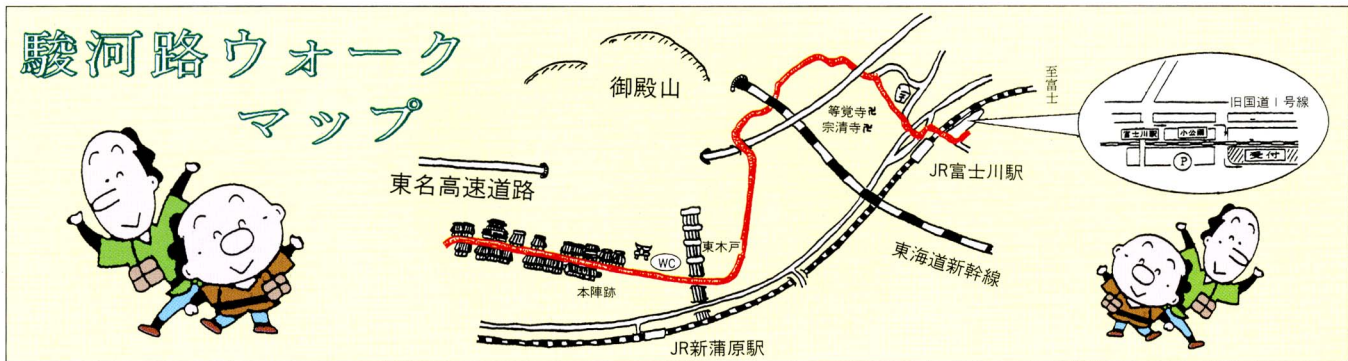 駿河路ウォーク
マップ
御殿山
東名高速道路
等覚寺卍
宗清寺卍
至富士
旧国道1号線
富士川駅
小公園
P
受付
JR富士川駅
東海道新幹線
東木戸
WC
本陣跡
JR新蒲原駅